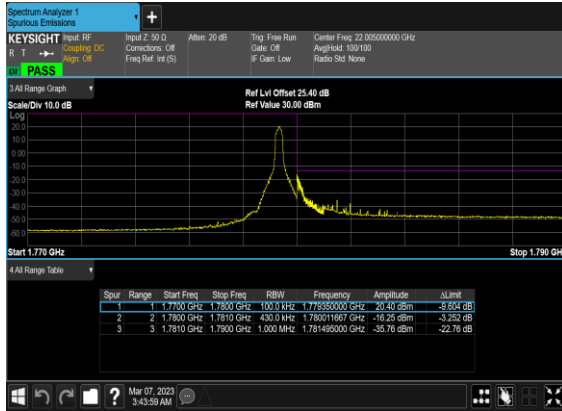 Spectrum Analyzer 1
Spurious Emissions
KEYSIGHT
R T
PASS
Input: RF
Coupling: DC
Align: Off
Input Z: 50 Ω
Corrections: Off
Freq Ref: Int (S)
Atten: 20 dB
Trig: Free Run
Gate: Off
IF Gain: Low
Center Freq: 22.005000000 GHz
Avg|Hold: 100/100
Radio Std: None
3 All Range Graph
Scale/Div 10.0 dB
Ref Lvl Offset 25.40 dB
Ref Value 30.00 dBm
Log
20.0
10.0
0.00
-10.0
-20.0
-30.0
-40.0
-50.0
-60.0
Start 1.770 GHz
Stop 1.790 GH
4 All Range Table
Spur Range Start Freq Stop Freq RBW Frequency Amplitude ΔLimit
1 1 1.7700 GHz 1.7800 GHz 100.0 kHz 1.779350000 GHz 20.40 dBm -9.604 dB
2 2 1.7800 GHz 1.7810 GHz 430.0 kHz 1.780011667 GHz -16.25 dBm -3.252 dB
3 3 1.7810 GHz 1.7900 GHz 1.000 MHz 1.781495000 GHz -35.76 dBm -22.76 dB
?
Mar 07, 2023
3:43:59 AM